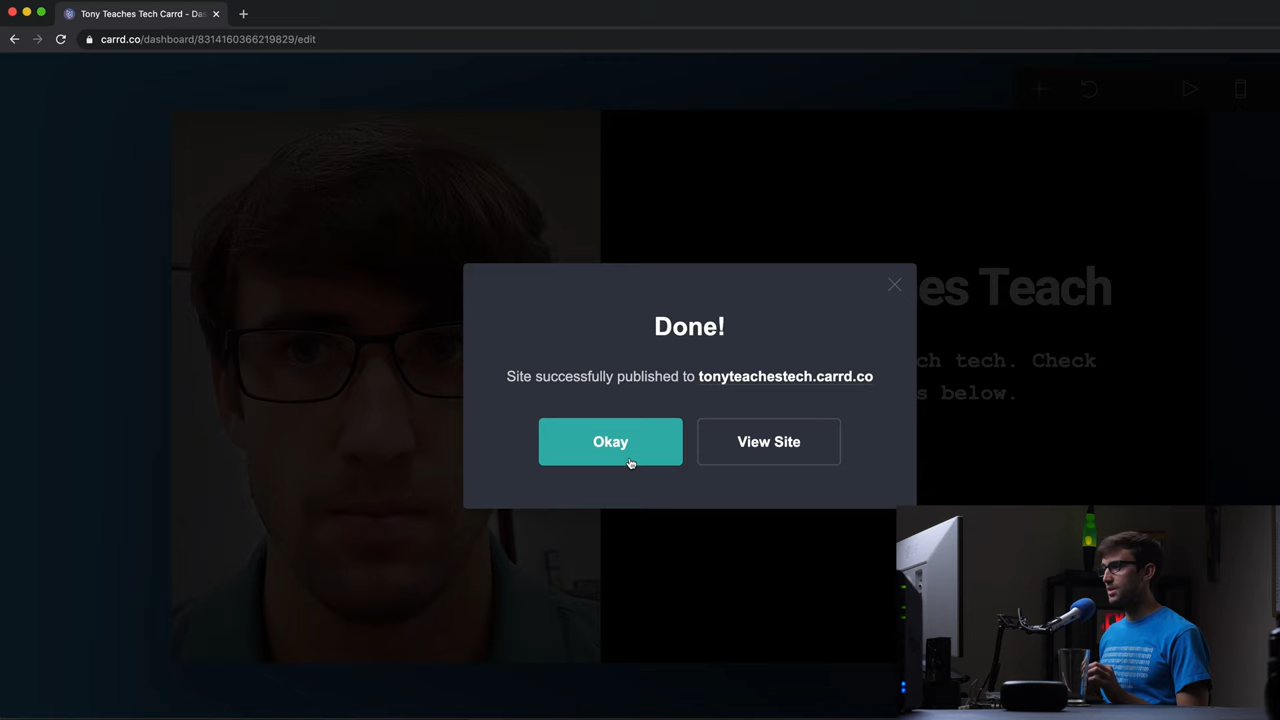 Tony Teaches Tech Carrd - Das
carrd.co/dashboard/8314160366219829/edit
es Teach
ch tech. Check
s below.
Done!
Site successfully published to tonyteachestech.carrd.co
Okay
View Site